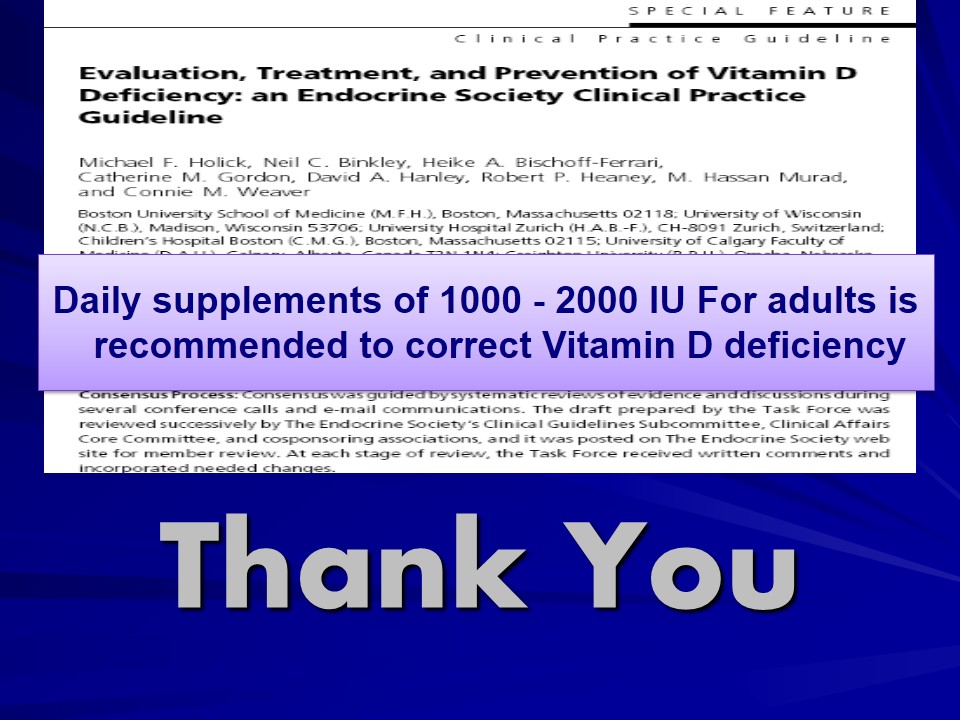 SPECIAL FEATURE
Clinical Practice Guideline
Evaluation, Treatment, and Prevention of Vitamin D
Deficiency: an Endocrine Society Clinical Practice
Guideline
Michael F. Holick, Neil C. Binkley, Heike A. Bischoff-Ferrari,
Catherine M. Gordon, David A. Hanley, Robert P. Heaney, M. Hassan Murad,
and Connie M. Weaver
Boston University School of Medicine (M.F.H.), Boston, Massachusetts 02118; University of Wisconsin
(N.C.B.), Madison, Wisconsin 53706; University Hospital Zurich (H.A.B.-F.), CH-8091 Zurich, Switzerland;
Children's Hospital Boston (C.M.G.), Boston, Massachusetts 02115; University of Calgary Faculty of
Daily supplements of 1000 - 2000 IU For adults is
recommended to correct Vitamin D deficiency
Consensus Process: Consensus was guided by systematic reviews of evidence and discussions during
several conference calls and e-mail communications. The draft prepared by the Task Force was
reviewed successively by The Endocrine Society's Clinical Guidelines Subcommittee, Clinical Affairs
Core Committee, and cosponsoring associations, and it was posted on The Endocrine Society web
site for member review. At each stage of review, the Task Force received written comments and
incorporated needed changes.
Thank You